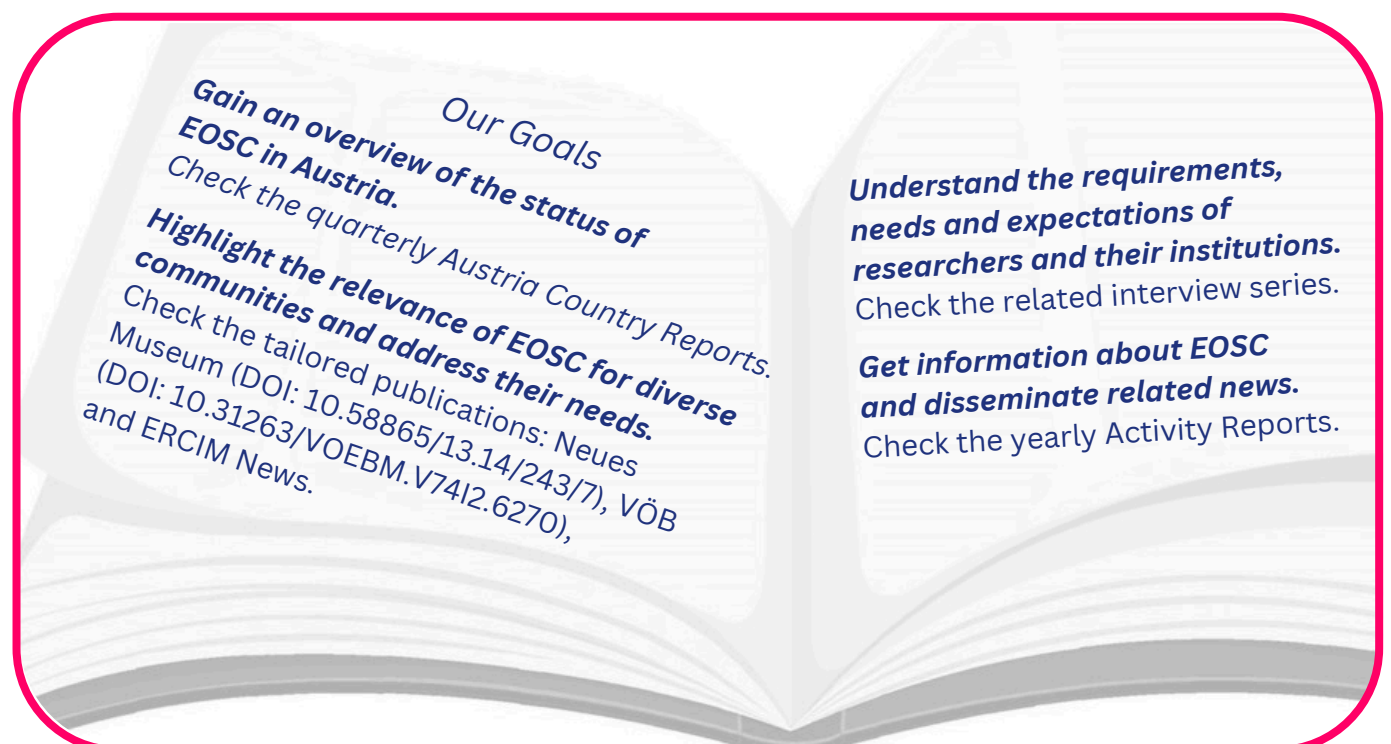 Our Goals
Gain an overview of the status of
EOSC in Austria.
Check the quarterly Austria Country Reports.
Highlight the relevance of EOSC for diverse
communities and address their needs.
Check the tailored publications: Neues
Museum (DOI: 10.58865/13.14/243/7), VÖB
(DOI: 10.31263/VOEBM.V74I2.6270),
and ERCIM News.
Understand the requirements,
needs and expectations of
researchers and their institutions.
Check the related interview series.
Get information about EOSC
and disseminate related news.
Check the yearly Activity Reports.